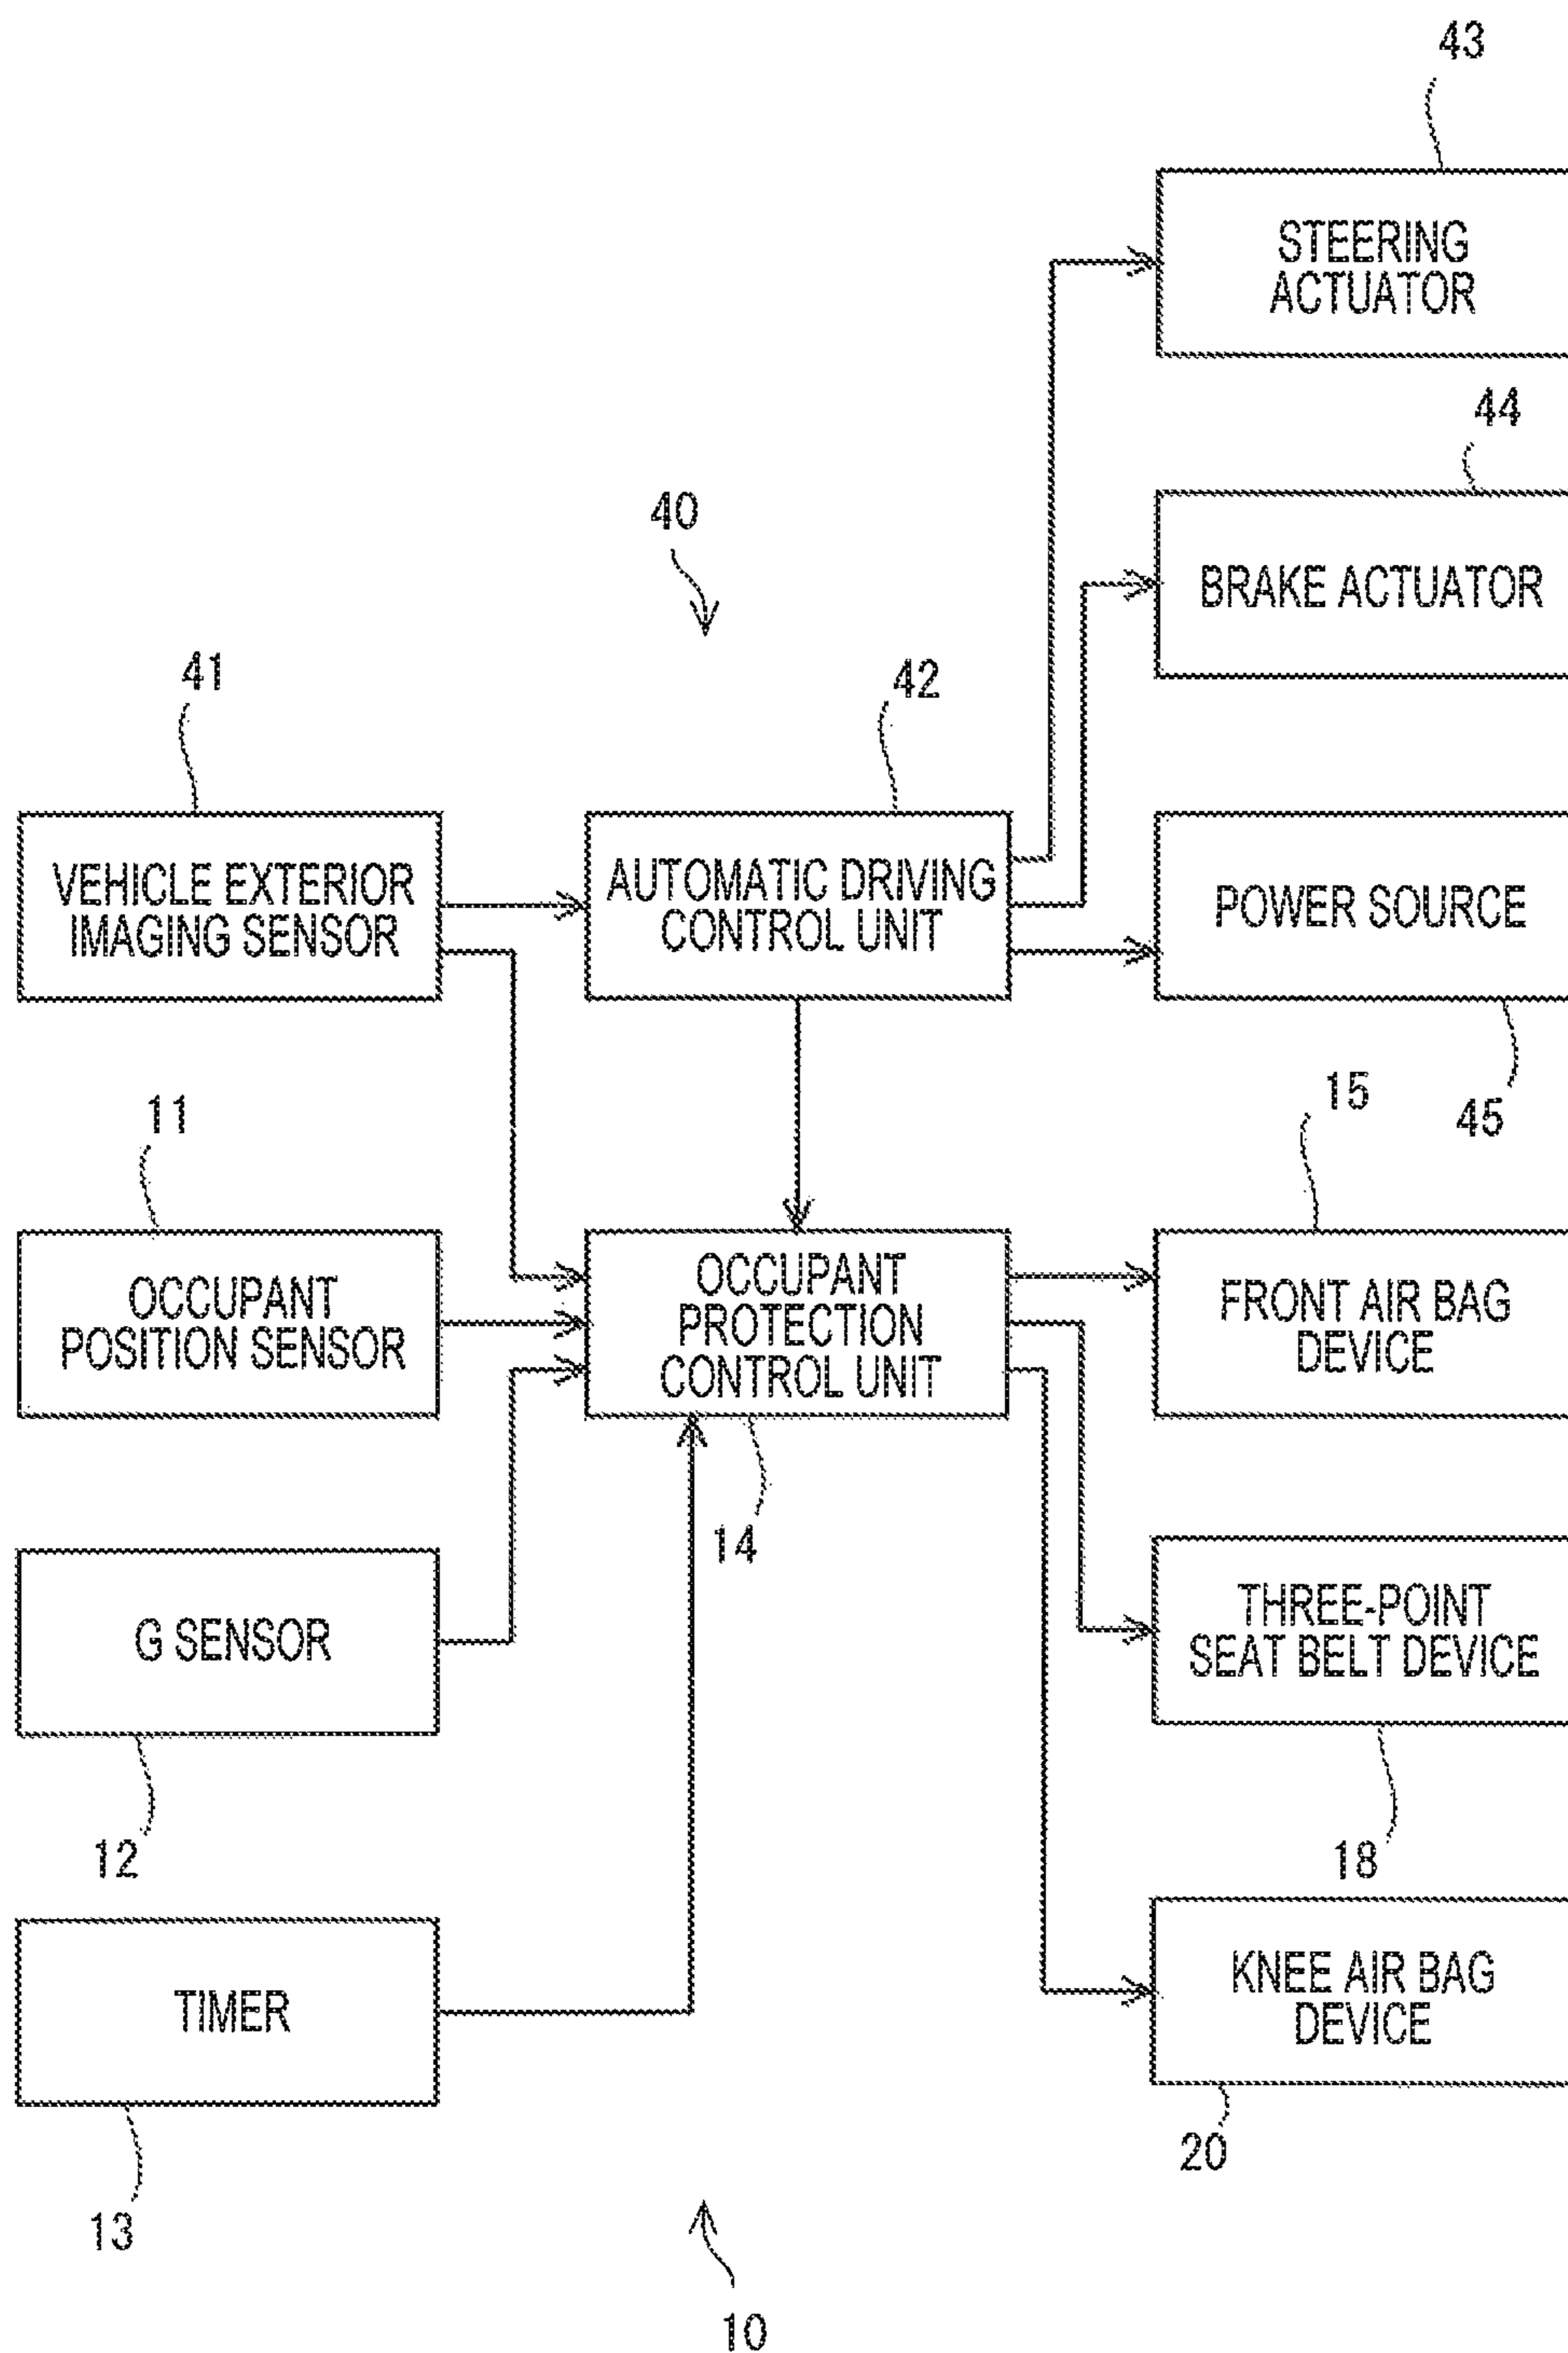 43
STEERING
ACTUATOR
44
BRAKE ACTUATOR
40
41
42
VEHICLE EXTERIOR
IMAGING SENSOR
AUTOMATIC DRIVING
CONTROL UNIT
POWER SOURCE
45
11
15
OCCUPANT
POSITION SENSOR
OCCUPANT
PROTECTION
CONTROL UNIT
FRONT AIR BAG
DEVICE
14
G SENSOR
THREE-POINT
SEAT BELT DEVICE
12
18
TIMER
KNEE AIR BAG
DEVICE
20
13
10